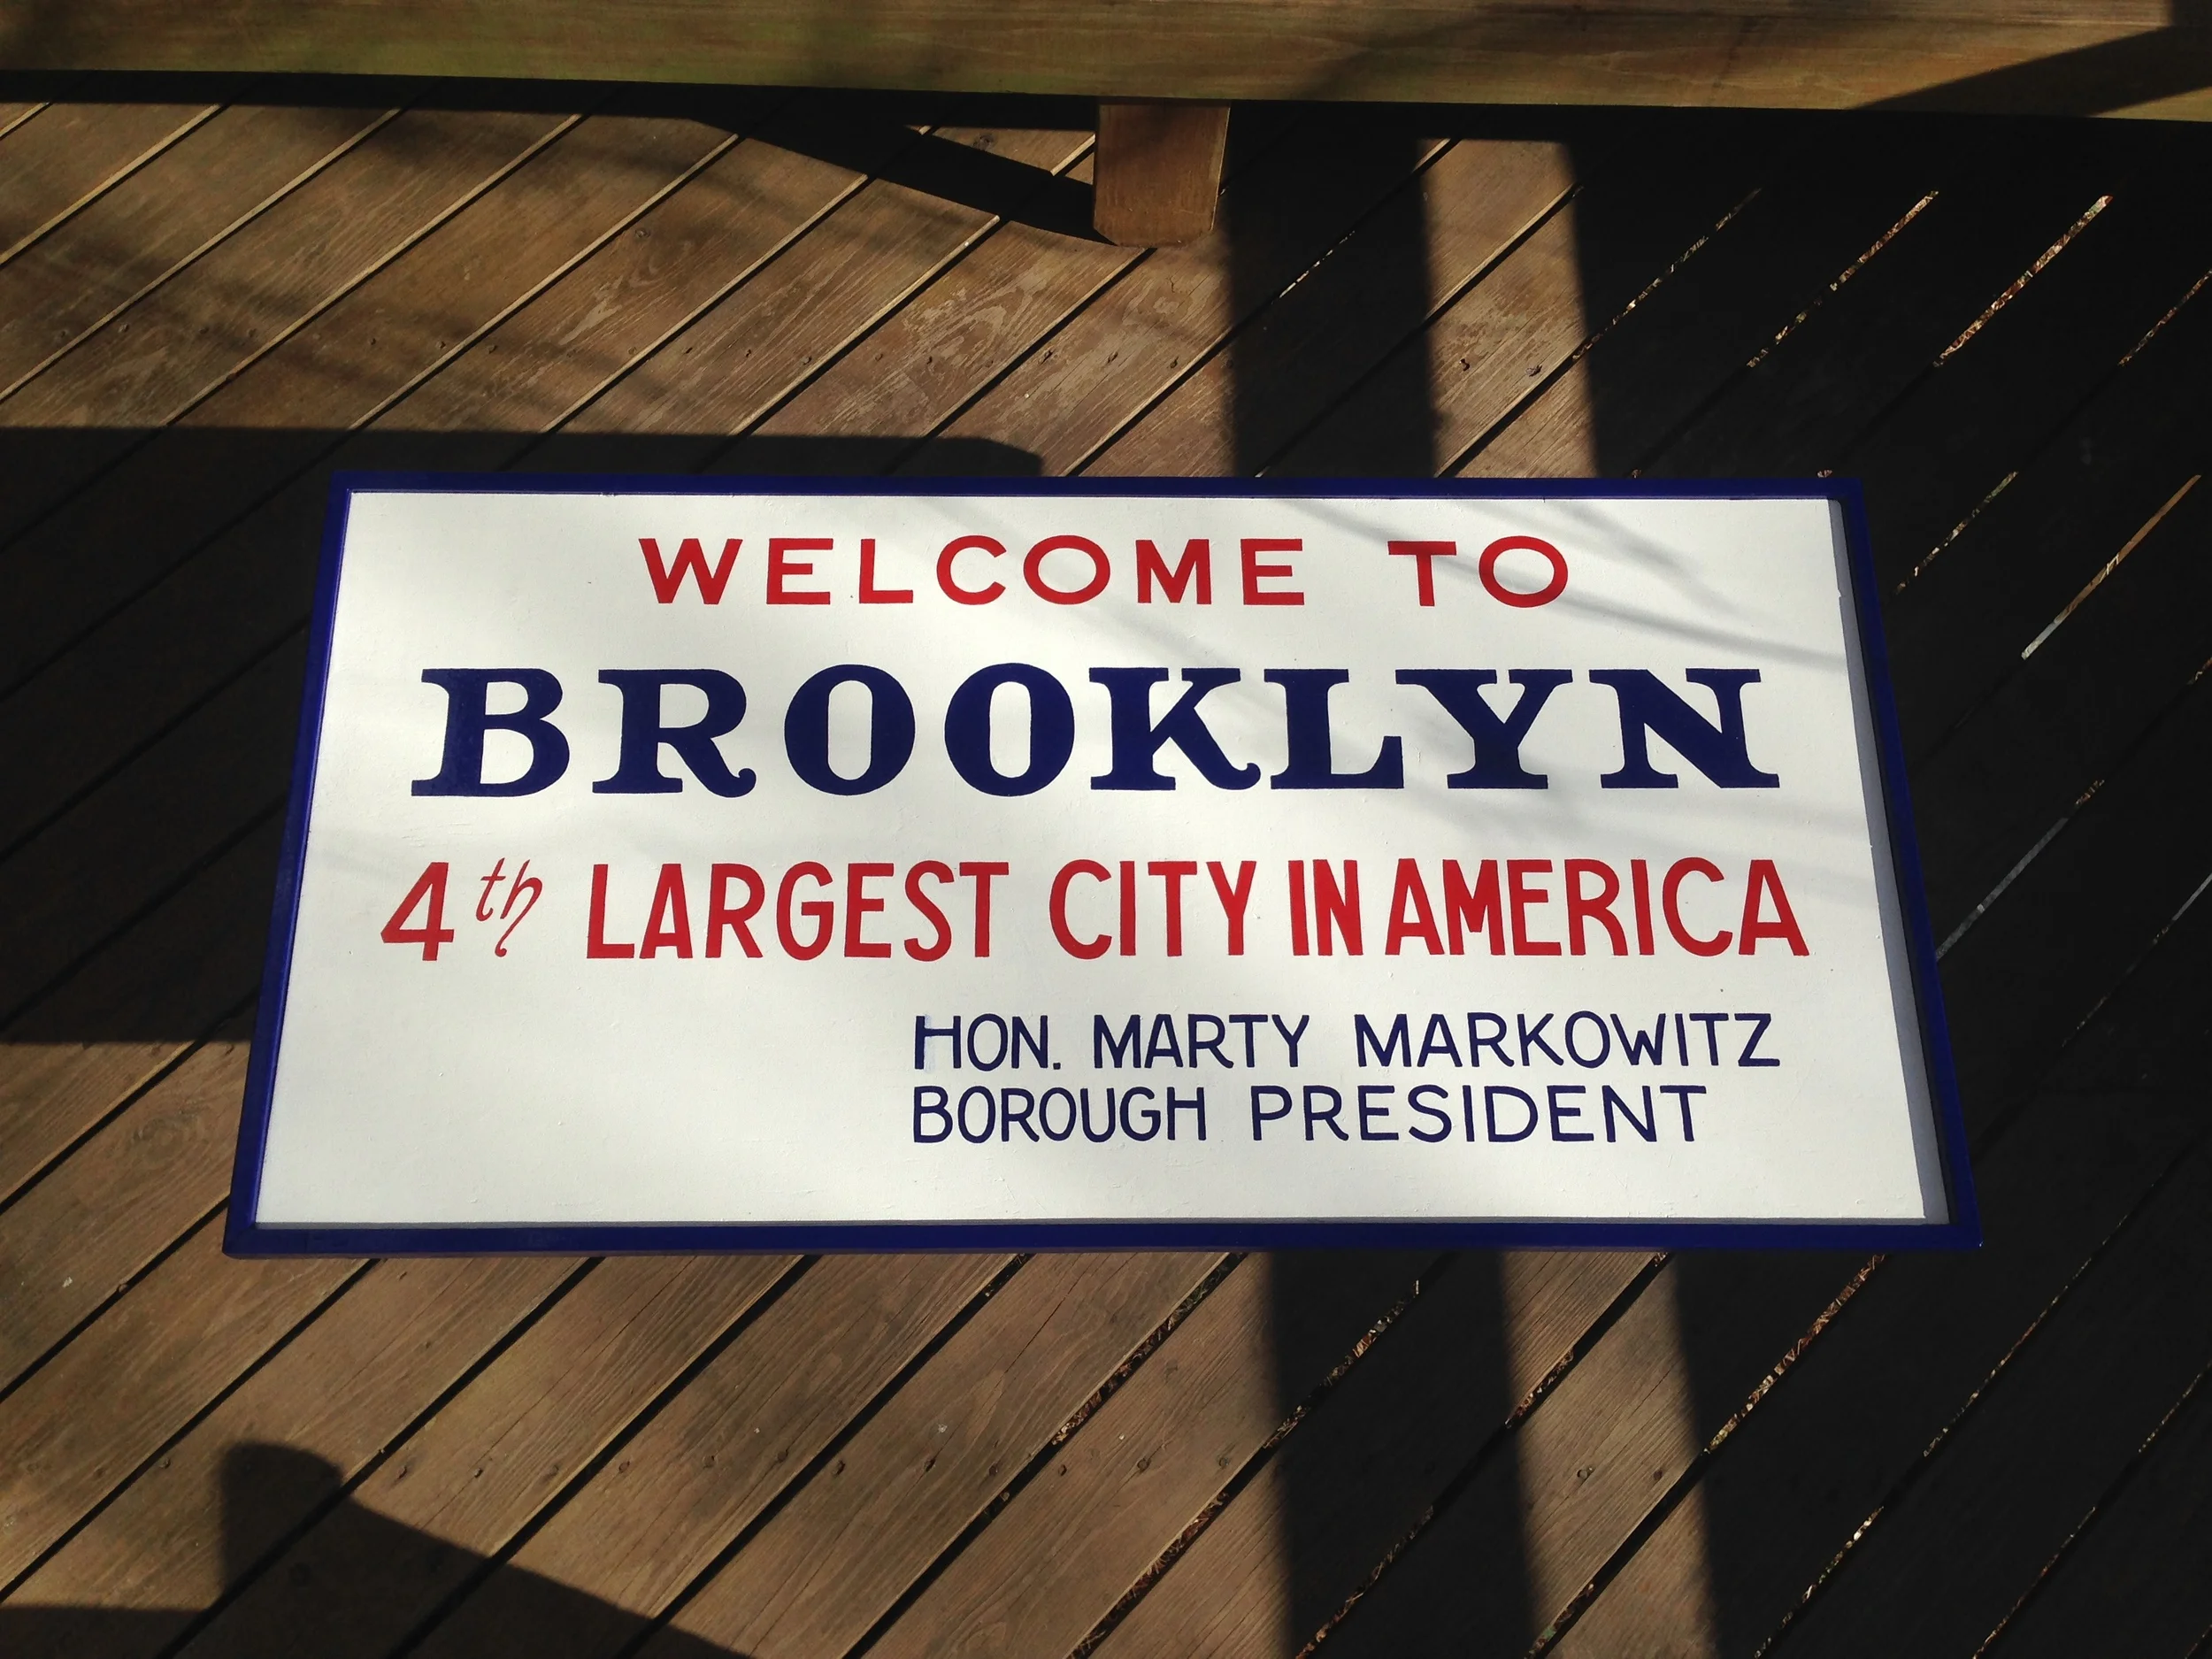 WELCOME TO
BROOKLYN
4th LARGEST CITY IN AMERICA
HON. MARTY MARKOWITZ
BOROUGH PRESIDENT